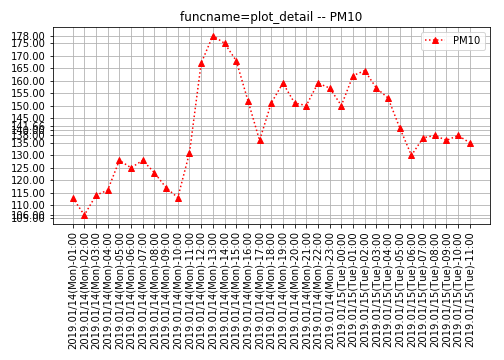 funcname=plot_detail -- PM10
PM10
178.00
175.00
170.00
165.00
160.00
155.00
150.00
145.00
135.00
130.00
125.00
120.00
115.00
110.00
106.00
105.00
2019.01/14(Mon)-01:00
2019.01/14(Mon)-02:00
2019.01/14(Mon)-03:00
2019.01/14(Mon)-04:00
2019.01/14(Mon)-05:00
2019.01/14(Mon)-06:00
2019.01/14(Mon)-07:00
2019.01/14(Mon)-08:00
2019.01/14(Mon)-09:00
2019.01/14(Mon)-10:00
2019.01/14(Mon)-11:00
2019.01/14(Mon)-12:00
2019.01/14(Mon)-13:00
2019.01/14(Mon)-14:00
2019.01/14(Mon)-15:00
2019.01/14(Mon)-16:00
2019.01/14(Mon)-17:00
2019.01/14(Mon)-18:00
2019.01/14(Mon)-19:00
2019.01/14(Mon)-20:00
2019.01/14(Mon)-21:00
2019.01/14(Mon)-22:00
2019.01/14(Mon)-23:00
2019.01/15(Tue)-00:00
2019.01/15(Tue)-01:00
2019.01/15(Tue)-02:00
2019.01/15(Tue)-03:00
2019.01/15(Tue)-04:00
2019.01/15(Tue)-05:00
2019.01/15(Tue)-06:00
2019.01/15(Tue)-07:00
2019.01/15(Tue)-08:00
2019.01/15(Tue)-09:00
2019.01/15(Tue)-10:00
2019.01/15(Tue)-11:00